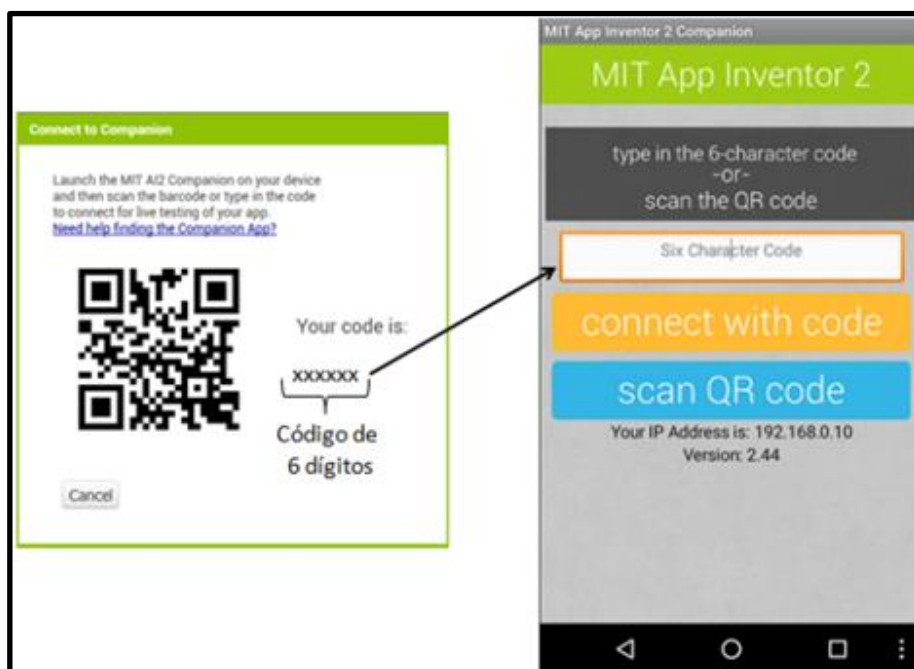 Connect to Companion
Launch the MIT AI2 Companion on your device
and then scan the barcode or type in the code
to connect for live testing of your app.
Need help finding the Companion App?
Your code is:
xxxxxx
Código de
6 dígitos
Cancel
MIT App Inventor 2 Companion
MIT App Inventor 2
type in the 6-character code
-or-
scan the QR code
Six Character Code
connect with code
scan QR code
Your IP Address is: 192.168.0.10
Version: 2.44